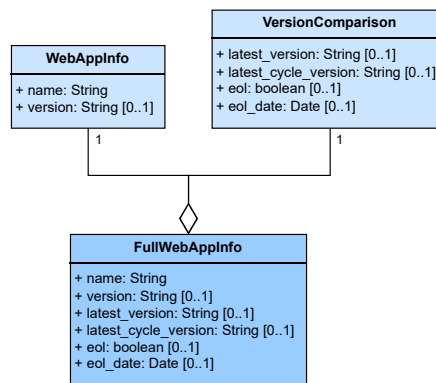 WebAppInfo
+ name: String
+ version: String [0..1]
1
VersionComparison
+ latest_version: String [0..1]
+ latest_cycle_version: String [0..1]
+ eol: boolean [0..1]
+ eol_date: Date [0..1]
1
FullWebAppInfo
+ name: String
+ version: String [0..1]
+ latest_version: String [0..1]
+ latest_cycle_version: String [0..1]
+ eol: boolean [0..1]
+ eol_date: Date [0..1]